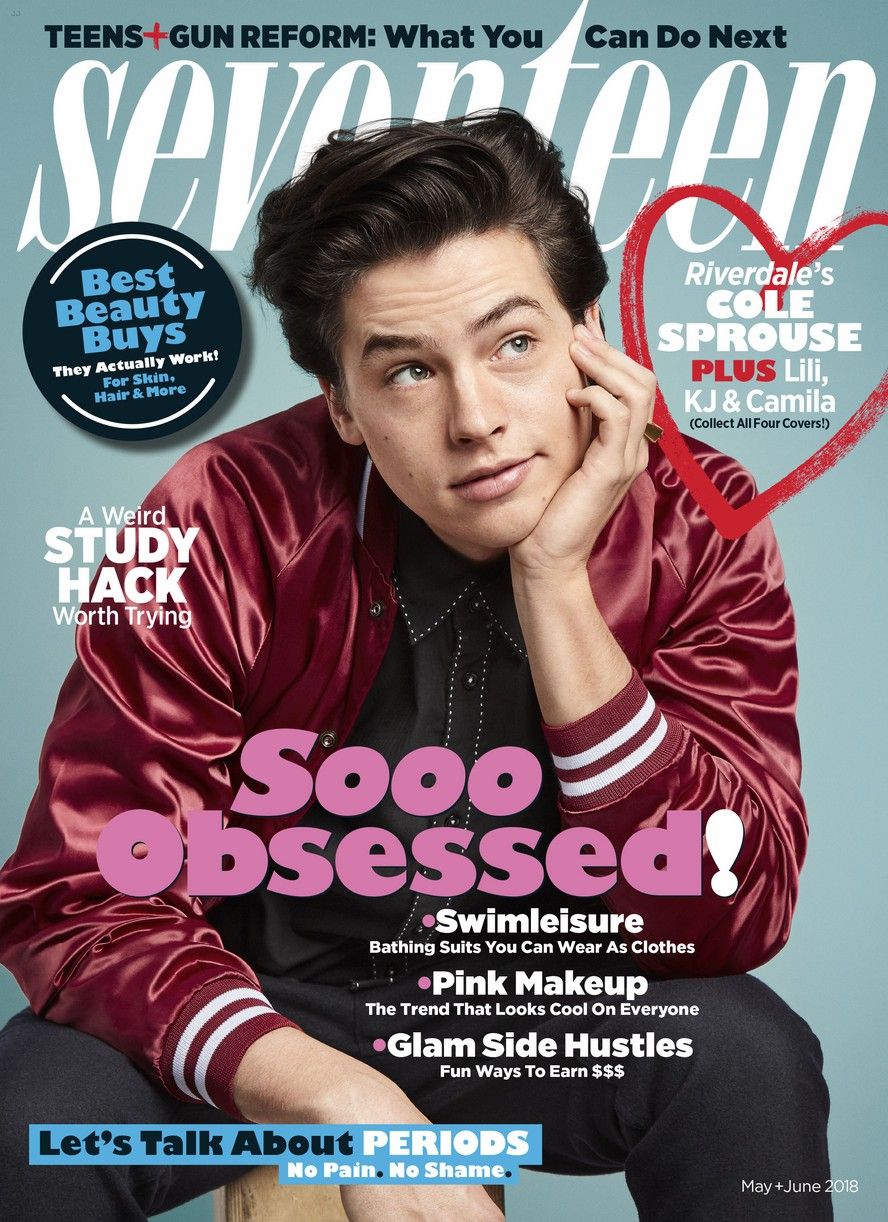 TEENS+GUN REFORM: What You Can Do Next
seventeen
Best
Beauty
Buys
They Actually Work!
For Skin,
Hair & More
Riverdale's
COLE
SPROUSE
PLUS Lili,
KJ & Camila
(Collect All Four Covers!)
A Weird
STUDY
HACK
Worth Trying
Sooo
Obsessed!
•Swimleisure
Bathing Suits You Can Wear As Clothes
•Pink Makeup
The Trend That Looks Cool On Everyone
•Glam Side Hustles
Fun Ways To Earn $$$
Let's Talk About PERIODS
No Pain. No Shame.
May+June 2018